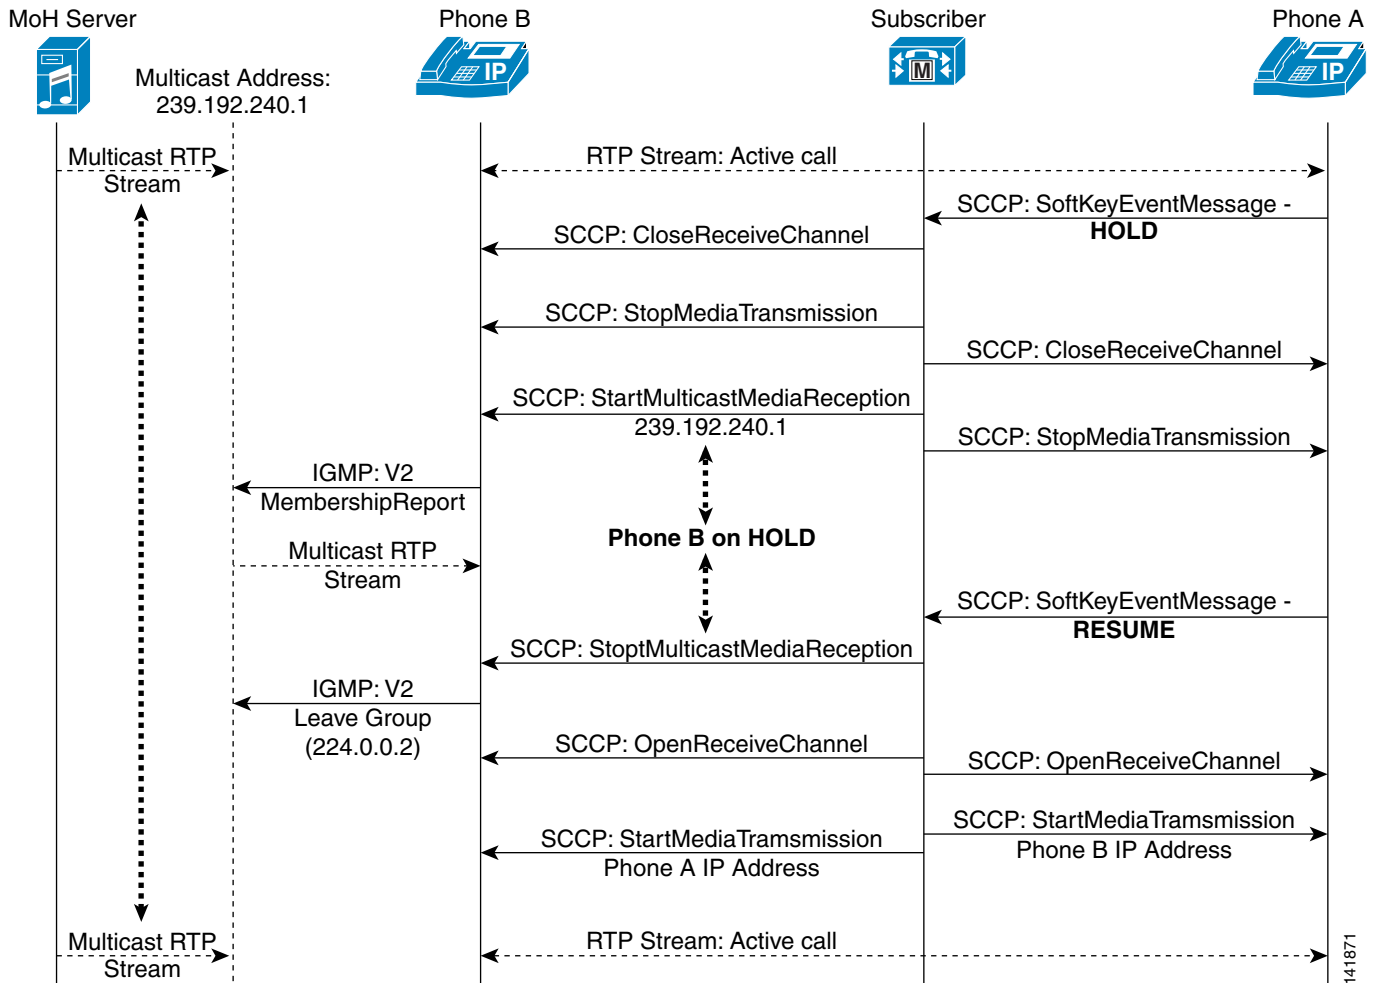 MoH Server
Phone B
Subscriber
Phone A
IP
M
IP
Multicast Address:
239.192.240.1
Multicast RTP
Stream
RTP Stream: Active call
SCCP: SoftKeyEventMessage -
HOLD
SCCP: CloseReceiveChannel
SCCP: StopMediaTransmission
SCCP: CloseReceiveChannel
SCCP: StartMulticastMediaReception
239.192.240.1
SCCP: StopMediaTransmission
IGMP: V2
MembershipReport
Phone B on HOLD
Multicast RTP
Stream
SCCP: SoftKeyEventMessage -
RESUME
SCCP: StoptMulticastMediaReception
IGMP: V2
Leave Group
(224.0.0.2)
SCCP: OpenReceiveChannel
SCCP: OpenReceiveChannel
SCCP: StartMediaTramsmission
Phone B IP Address
SCCP: StartMediaTramsmission
Phone A IP Address
Multicast RTP
Stream
RTP Stream: Active call
141871